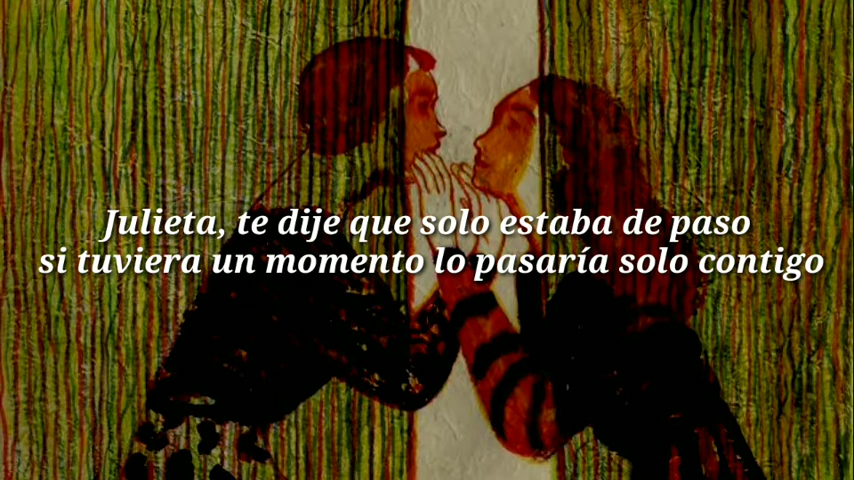 Julieta, te dije que solo estaba de paso
si tuviera un momento lo pasaría solo contigo